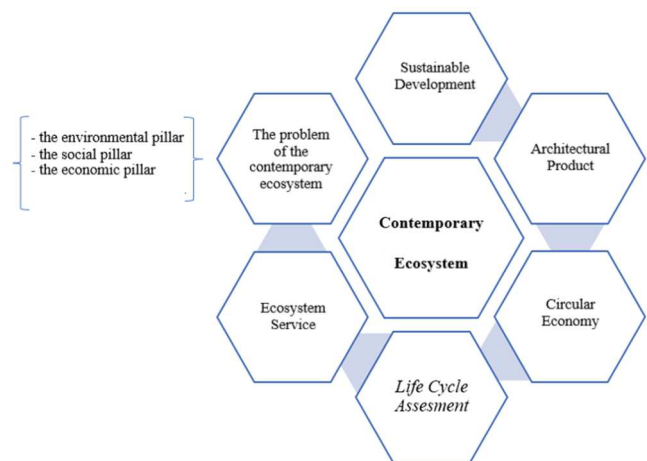 Sustainable
Development
- the environmental pillar
- the social pillar
- the economic pillar
.
The problem
of the
contemporary
ecosystem
Architectural
Product
Contemporary
Ecosystem
Ecosystem
Service
Circular
Economy
Life Cycle
Assesment